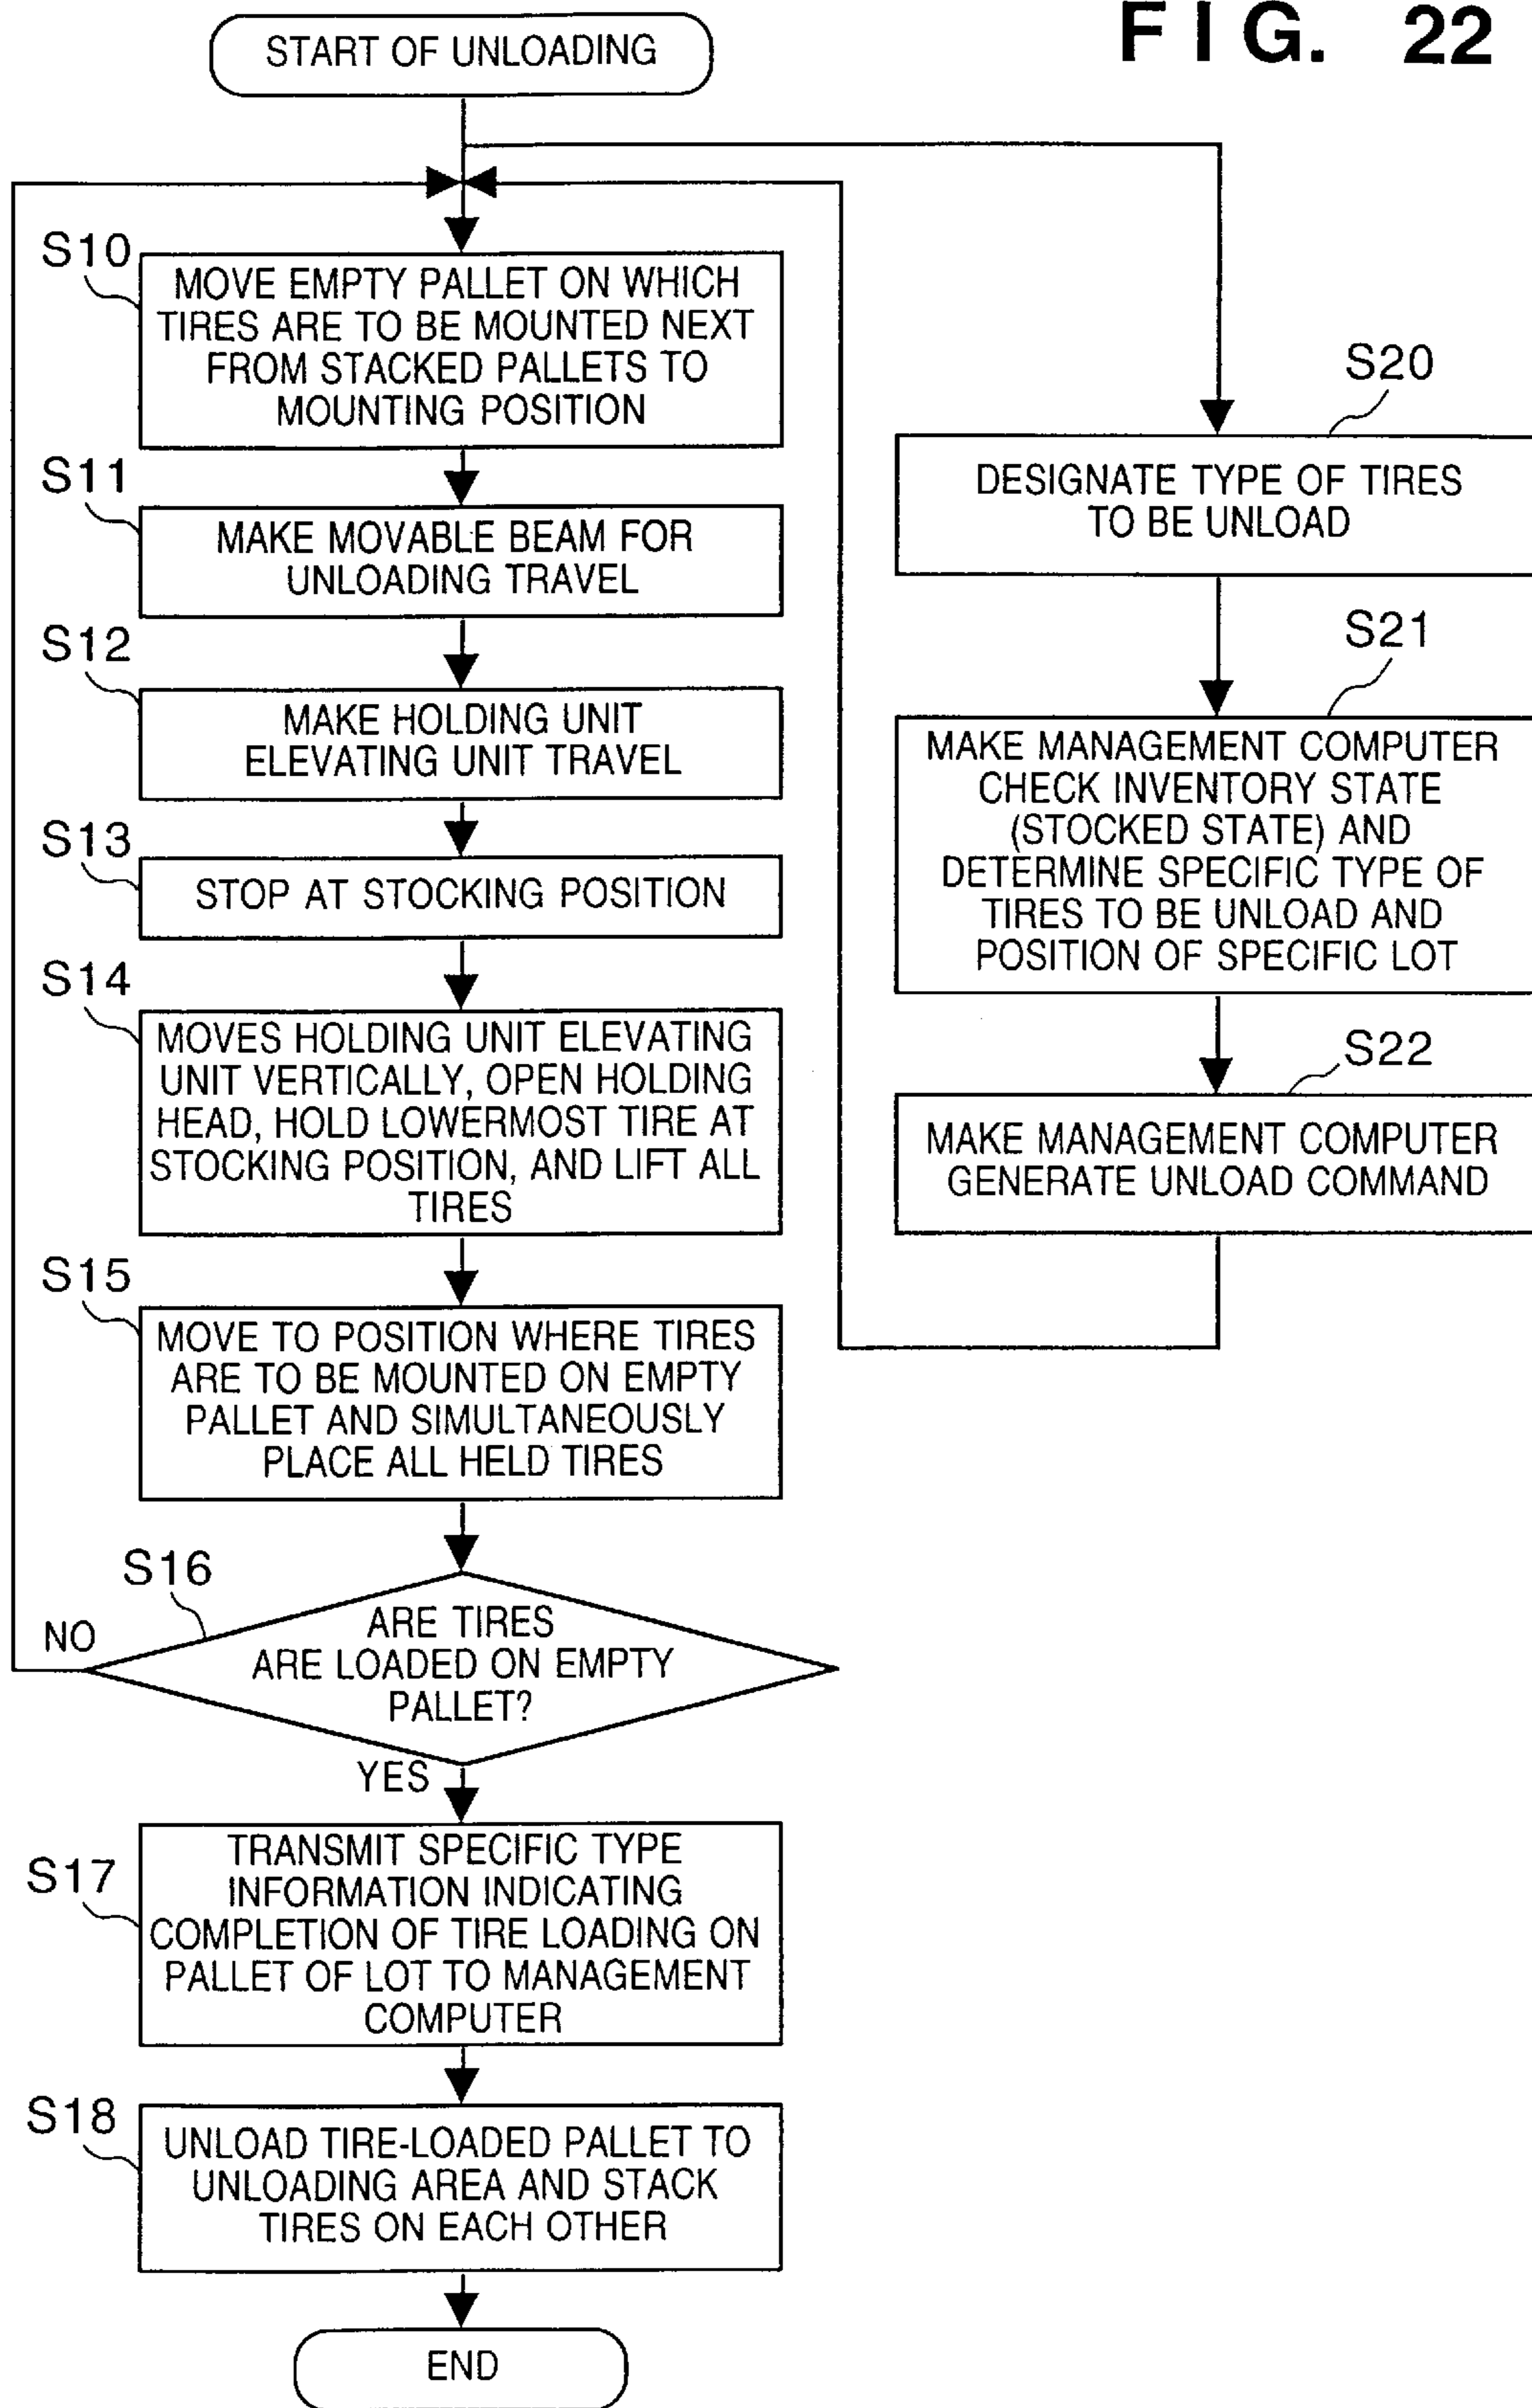 FIG. 22
START OF UNLOADING
S10
MOVE EMPTY PALLET ON WHICH
TIRES ARE TO BE MOUNTED NEXT
FROM STACKED PALLETS TO
MOUNTING POSITION
S11
MAKE MOVABLE BEAM FOR
UNLOADING TRAVEL
S12
MAKE HOLDING UNIT
ELEVATING UNIT TRAVEL
S13
STOP AT STOCKING POSITION
S14
MOVES HOLDING UNIT ELEVATING
UNIT VERTICALLY, OPEN HOLDING
HEAD, HOLD LOWERMOST TIRE AT
STOCKING POSITION, AND LIFT ALL
TIRES
S15
MOVE TO POSITION WHERE TIRES
ARE TO BE MOUNTED ON EMPTY
PALLET AND SIMULTANEOUSLY
PLACE ALL HELD TIRES
S16
ARE TIRES
ARE LOADED ON EMPTY
PALLET?
NO
YES
S17
TRANSMIT SPECIFIC TYPE
INFORMATION INDICATING
COMPLETION OF TIRE LOADING ON
PALLET OF LOT TO MANAGEMENT
COMPUTER
S18
UNLOAD TIRE-LOADED PALLET TO
UNLOADING AREA AND STACK
TIRES ON EACH OTHER
END
S20
DESIGNATE TYPE OF TIRES
TO BE UNLOAD
S21
MAKE MANAGEMENT COMPUTER
CHECK INVENTORY STATE
(STOCKED STATE) AND
DETERMINE SPECIFIC TYPE OF
TIRES TO BE UNLOAD AND
POSITION OF SPECIFIC LOT
S22
MAKE MANAGEMENT COMPUTER
GENERATE UNLOAD COMMAND